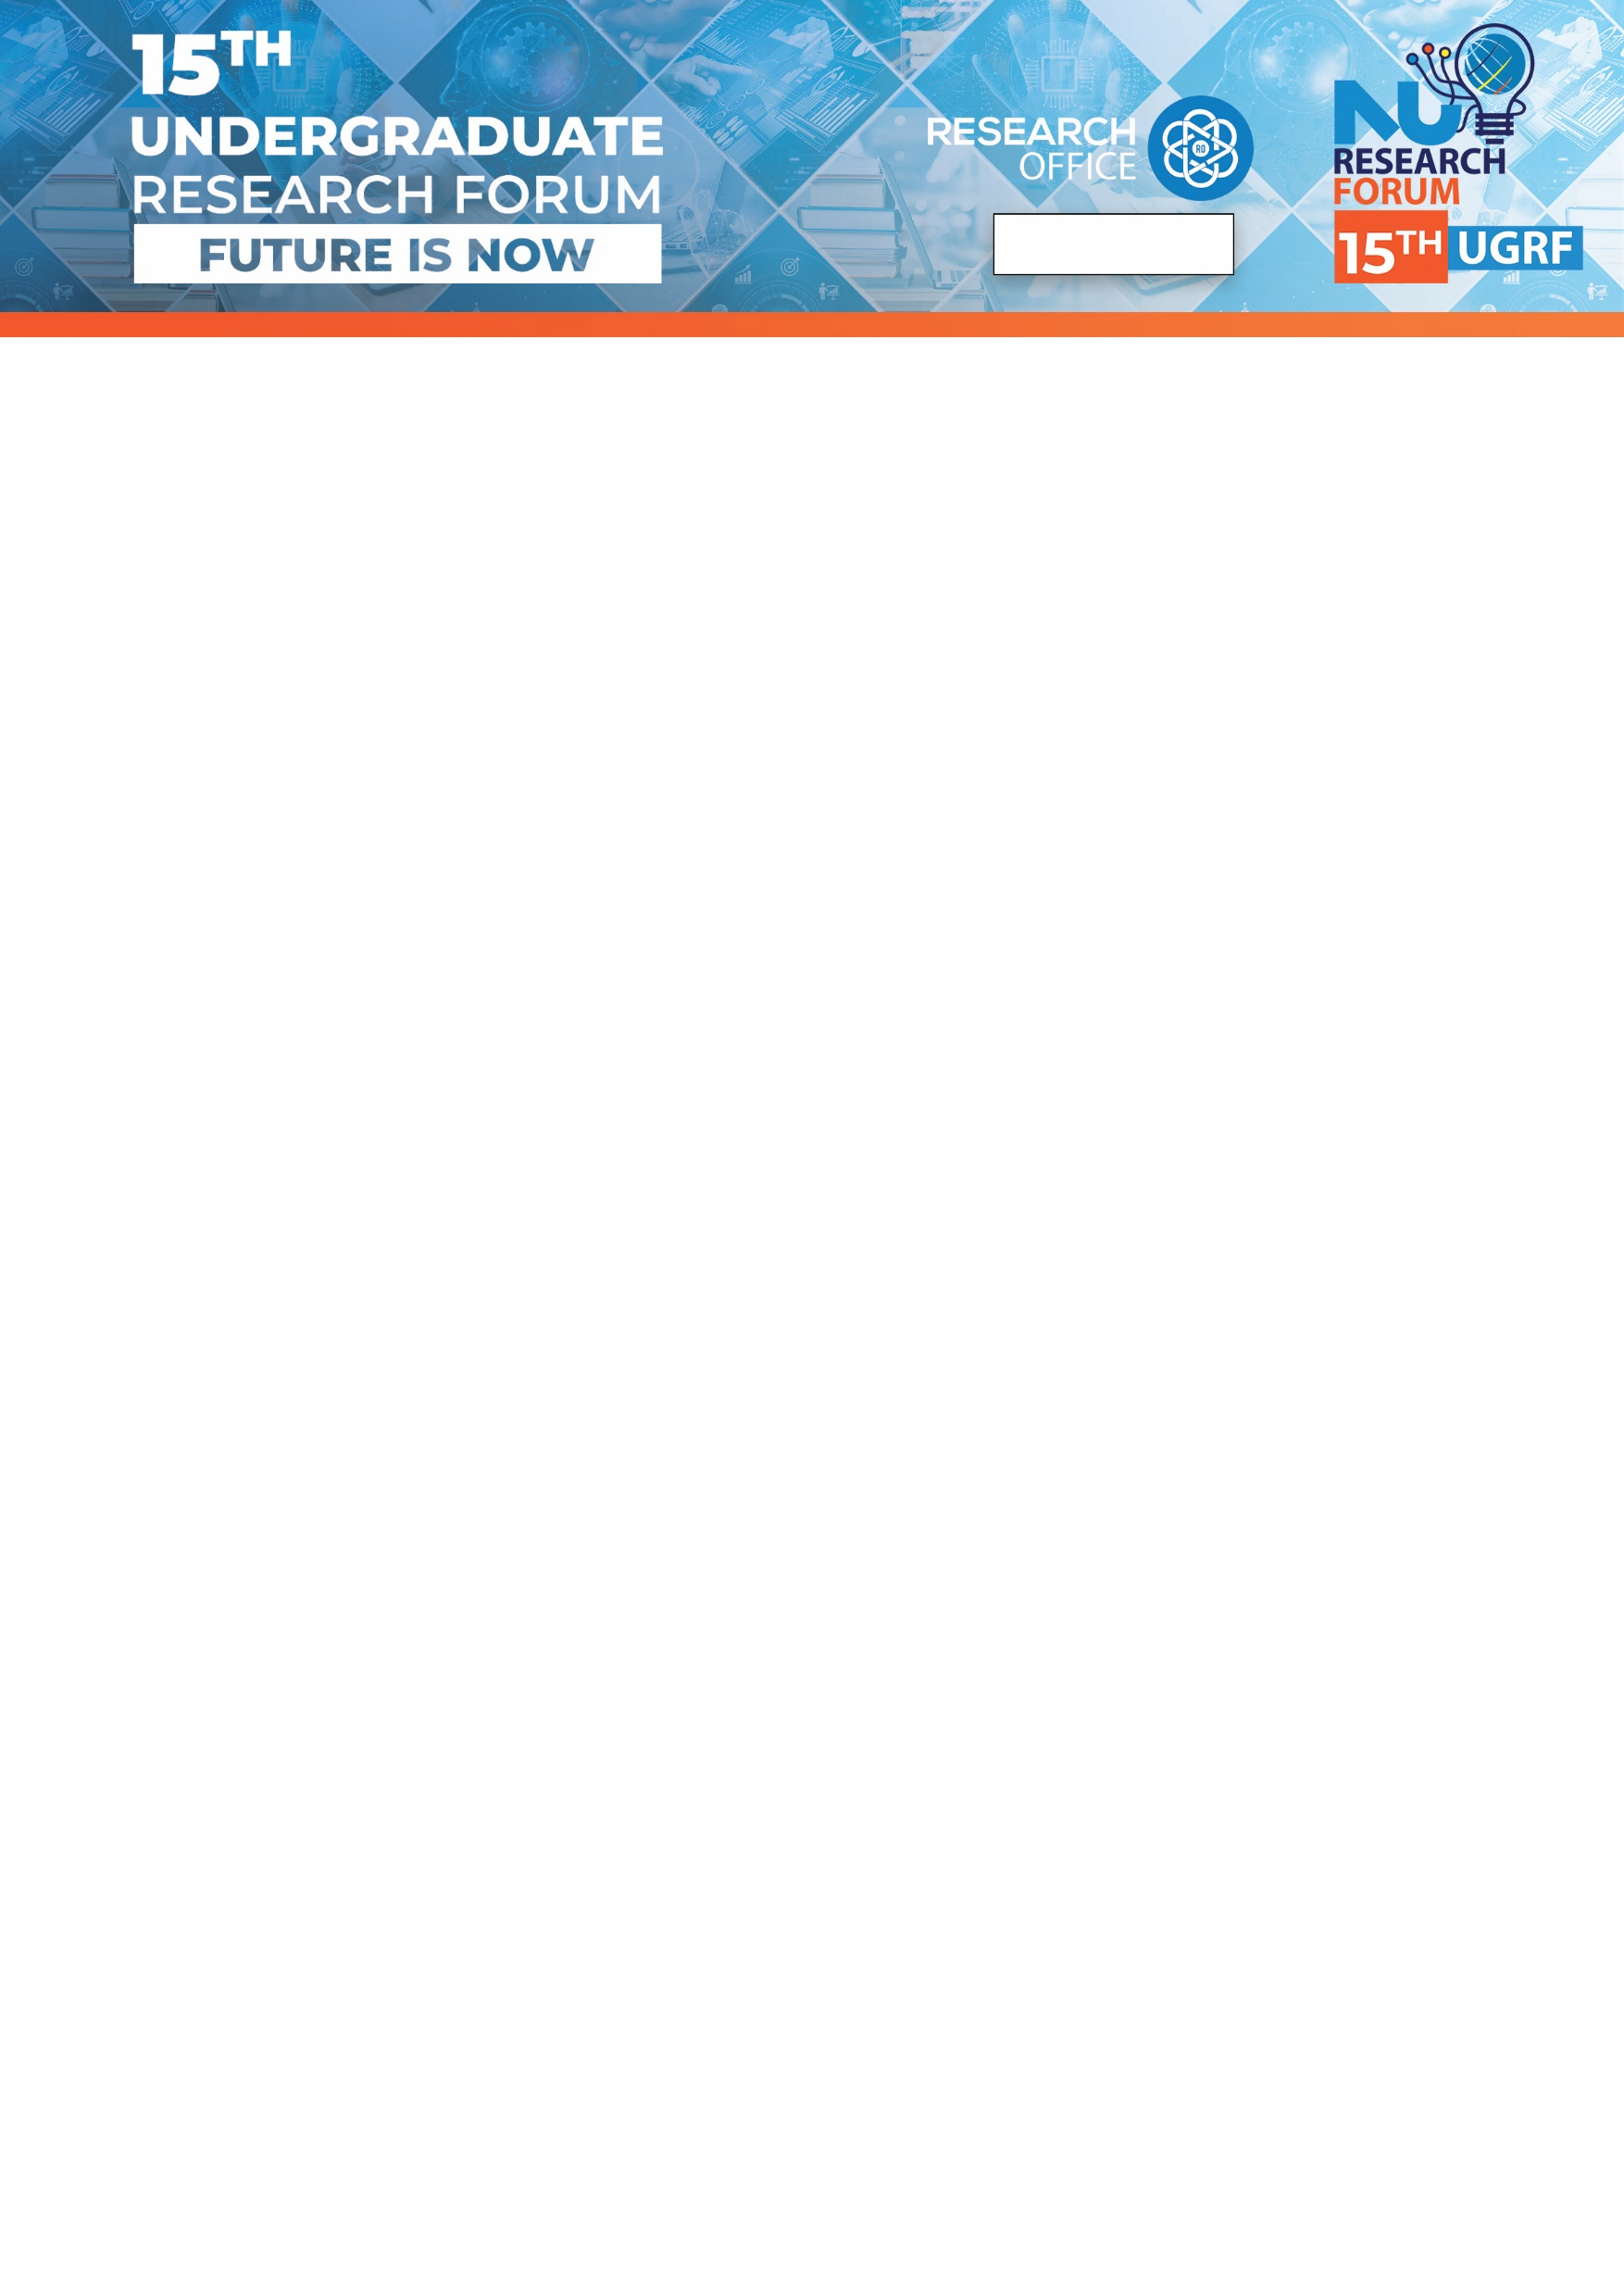 15TH
UNDERGRADUATE
RESEARCH FORUM
FUTURE IS NOW
RESEARCH
OFFICE
RO
NU
RESEARCH
FORUM
15TH UGRF